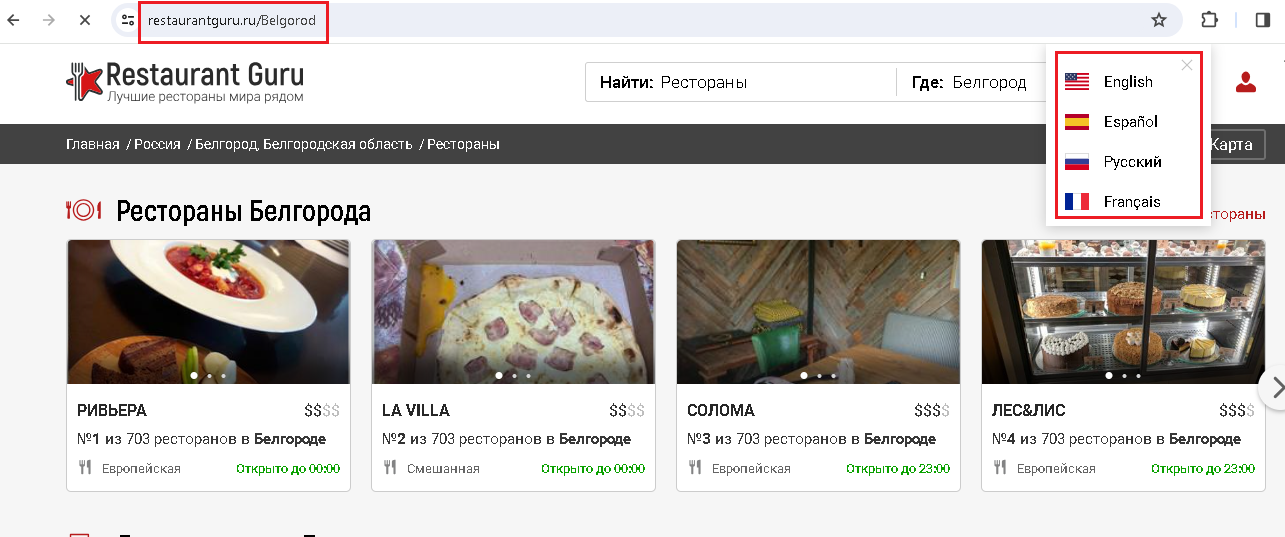 restaurantguru.ru/Belgorod
Restaurant Guru
Лучшие рестораны мира рядом
Найти: Рестораны
Где: Белгород
English
Español
Русский
Français
Главная / Россия / Белгород, Белгородская область / Рестораны
Карта
Рестораны Белгорода
стораны
РИВЬЕРА $$$$
№1 из 703 ресторанов в Белгороде
Европейская Открыто до 00:00
LA VILLA $$$$
№2 из 703 ресторанов в Белгороде
Смешанная Открыто до 00:00
СОЛОМА $$$$
№3 из 703 ресторанов в Белгороде
Европейская Открыто до 23:00
ЛЕС&ЛИС $$$$
№4 из 703 ресторанов в Белгороде
Европейская Открыто до 23:00